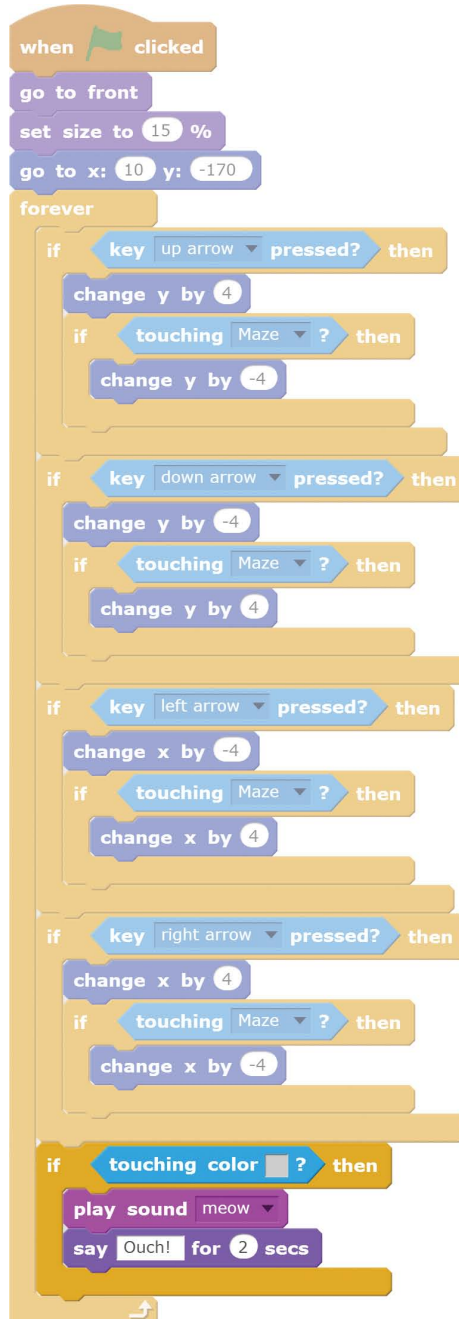 when clicked
go to front
set size to 15 %
go to x: 10 y: -170
forever
if key up arrow pressed? then
change y by 4
if touching Maze ? then
change y by -4
if key down arrow pressed? then
change y by -4
if touching Maze ? then
change y by 4
if key left arrow pressed? then
change x by -4
if touching Maze ? then
change x by 4
if key right arrow pressed? then
change x by 4
if touching Maze ? then
change x by -4
if touching color ? then
play sound meow
say Ouch! for 2 secs